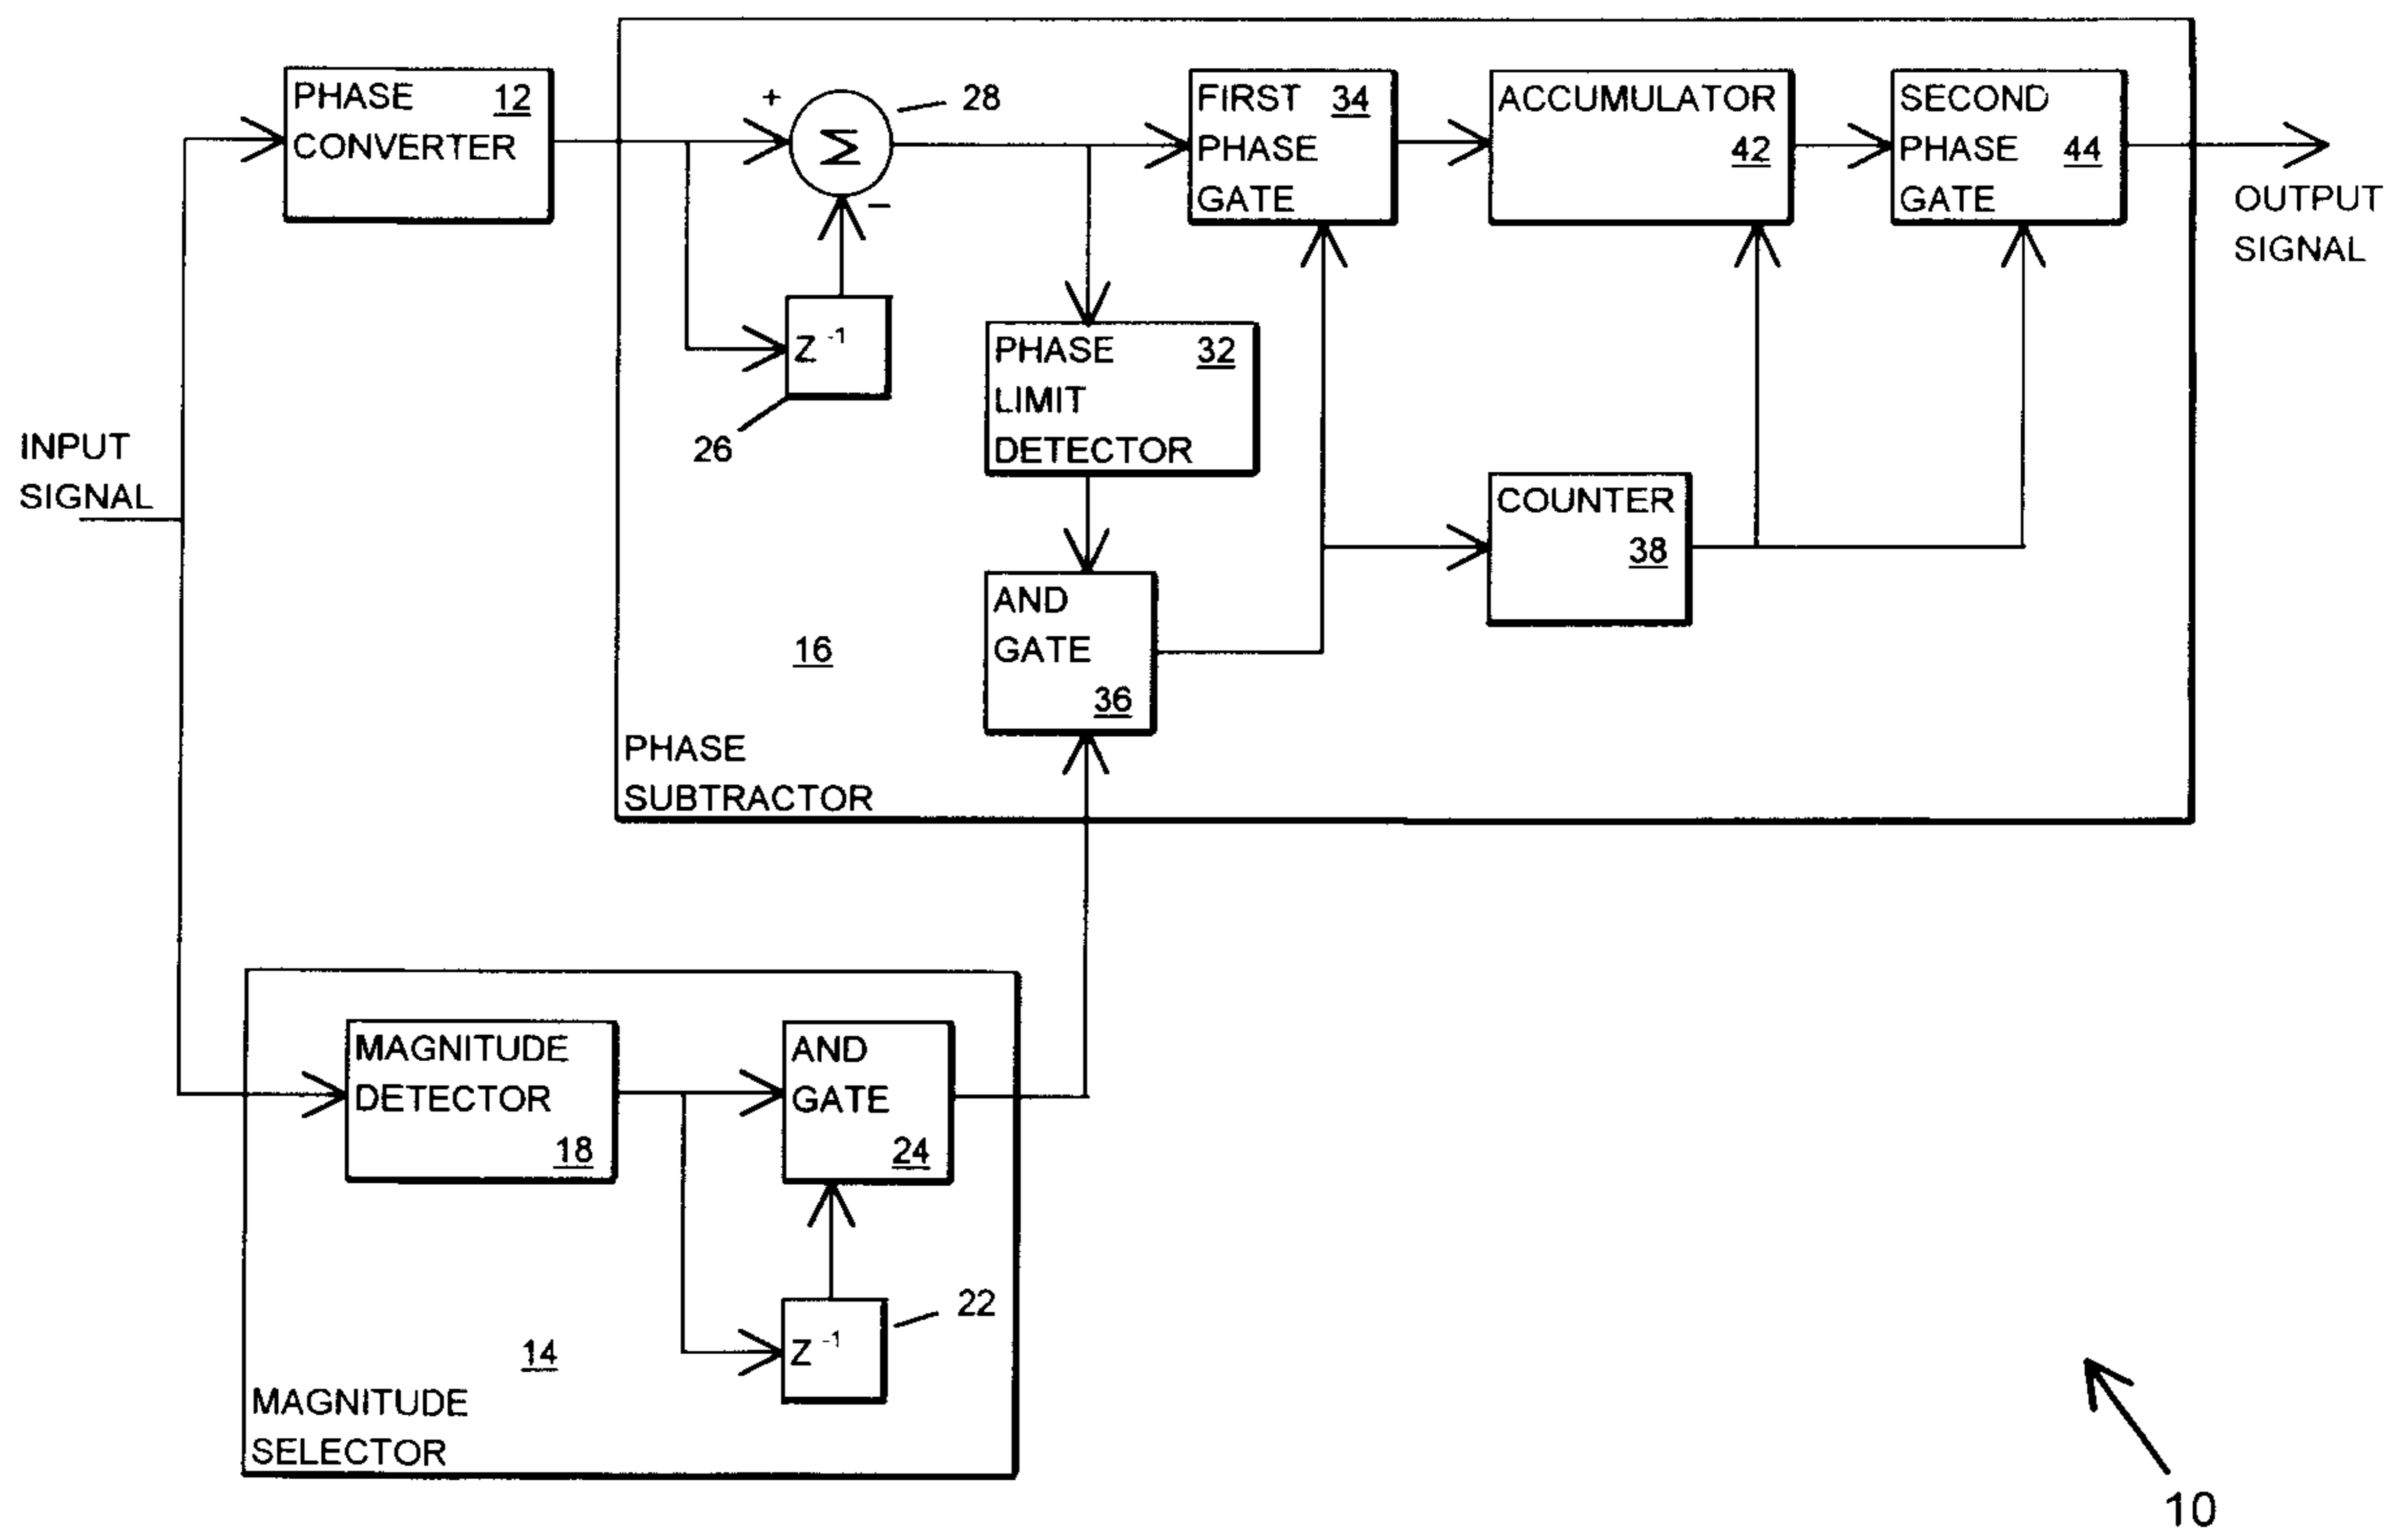 PHASE 12
CONVERTER
+
Σ
28
−
Z -1
26
FIRST 34
PHASE
GATE
ACCUMULATOR
42
SECOND
PHASE 44
GATE
OUTPUT
SIGNAL
PHASE 32
LIMIT
DETECTOR
INPUT
SIGNAL
COUNTER
38
AND
GATE
36
16
PHASE
SUBTRACTOR
MAGNITUDE
DETECTOR
18
AND
GATE
24
Z -1
22
14
MAGNITUDE
SELECTOR
10